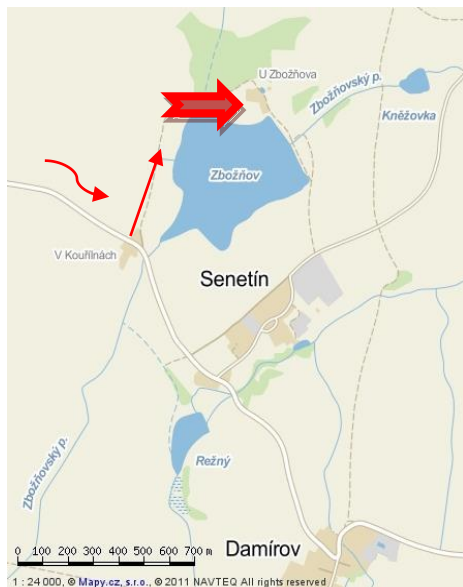 U Zbožňova
Zbožňovský p.
Kněžovka
Zbožňov
V Kouřílnách
Senetín
Zbožňovský p.
Režný
0 100 200 300 400 500 600 700 m
Damírov
1 : 24 000, © Mapy.cz, s.r.o., © 2011 NAVTEQ All rights reserved